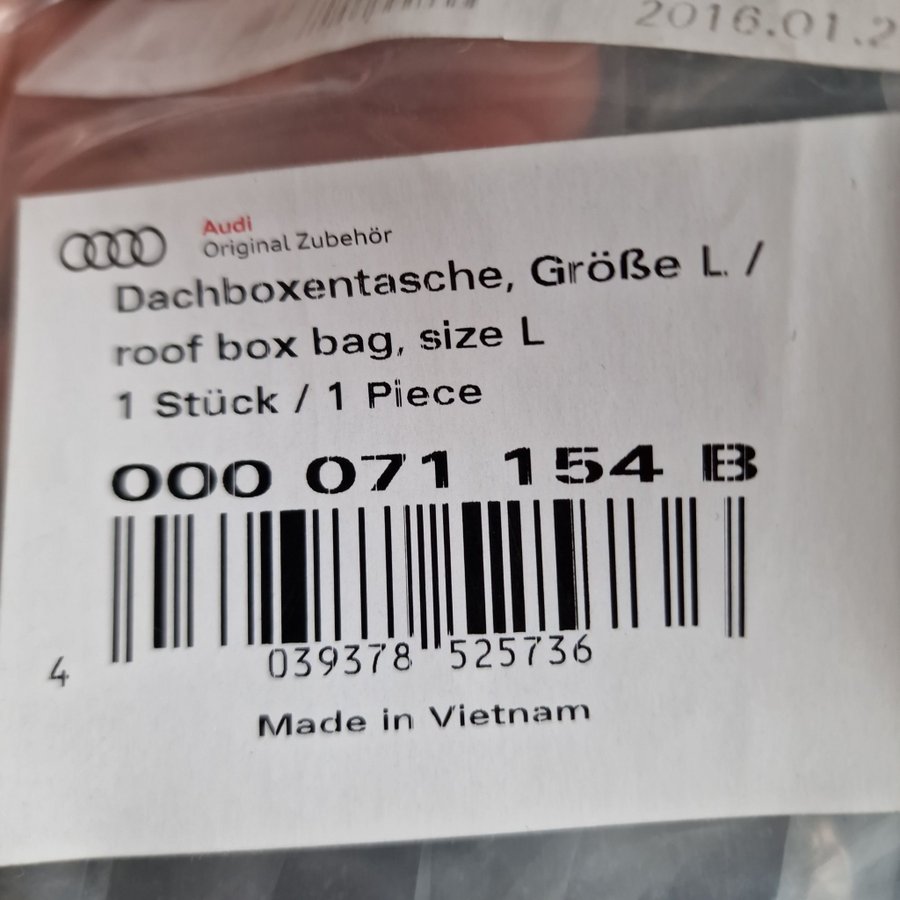 2016.01.2
Audi
Original Zubehör
Dachboxentasche, Größe L /
roof box bag, size L
1 Stück / 1 Piece
000 071 154 B
4 039378 525736
Made in Vietnam